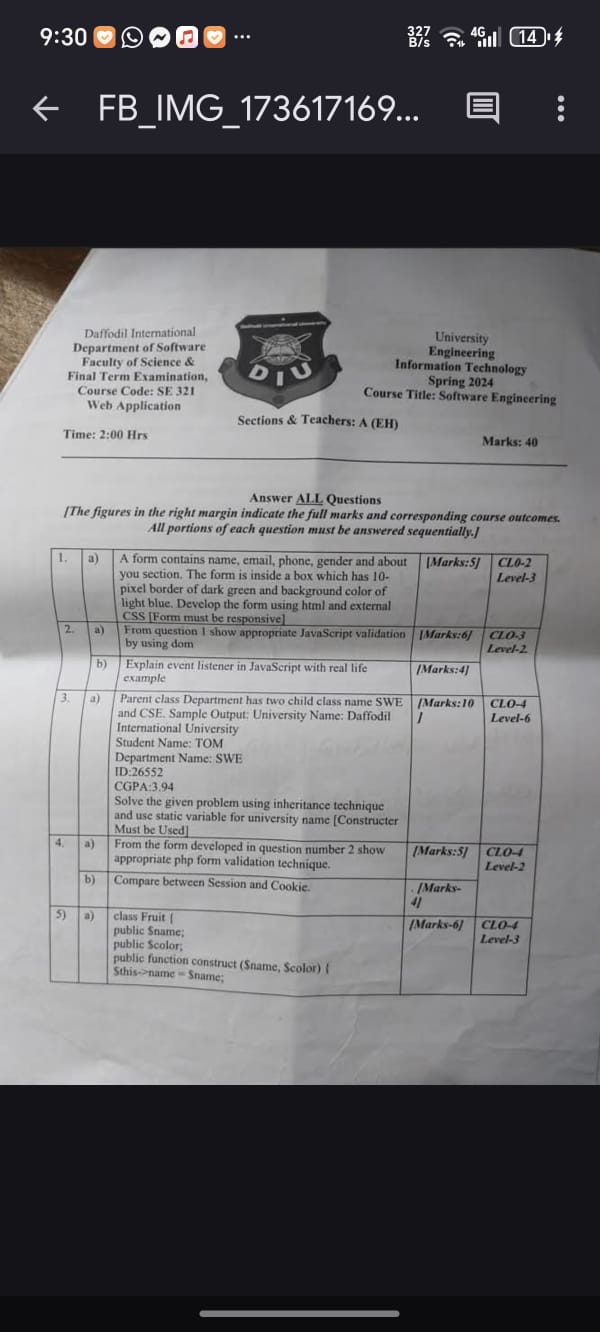 9:30 ...
327 B/s 4G 14
FB_IMG_173617169...
Daffodil International
Department of Software
Faculty of Science &
Final Term Examination,
Course Code: SE 321
Web Application
Daffodil International University
DIU
University
Engineering
Information Technology
Spring 2024
Course Title: Software Engineering
Sections & Teachers: A (EH)
Time: 2:00 Hrs
Marks: 40
Answer ALL Questions
[The figures in the right margin indicate the full marks and corresponding course outcomes.
All portions of each question must be answered sequentially.]
1. a) A form contains name, email, phone, gender and about [Marks:5] CL0-2
you section. The form is inside a box which has 10- Level-3
pixel border of dark green and background color of
light blue. Develop the form using html and external
CSS [Form must be responsive]
2. a) From question 1 show appropriate JavaScript validation [Marks:6] CLO-3
by using dom Level-2
b) Explain event listener in JavaScript with real life [Marks:4]
example
3. a) Parent class Department has two child class name SWE [Marks:10 CLO-4
and CSE. Sample Output: University Name: Daffodil ] Level-6
International University
Student Name: TOM
Department Name: SWE
ID:26552
CGPA:3.94
Solve the given problem using inheritance technique
and use static variable for university name [Constructer
Must be Used]
4. a) From the form developed in question number 2 show [Marks:5] CLO-4
appropriate php form validation technique. Level-2
b) Compare between Session and Cookie. . [Marks-
4]
5) a) class Fruit { [Marks-6] CLO-4
public $name; Level-3
public $color;
public function construct ($name, $color) {
$this->name = $name;